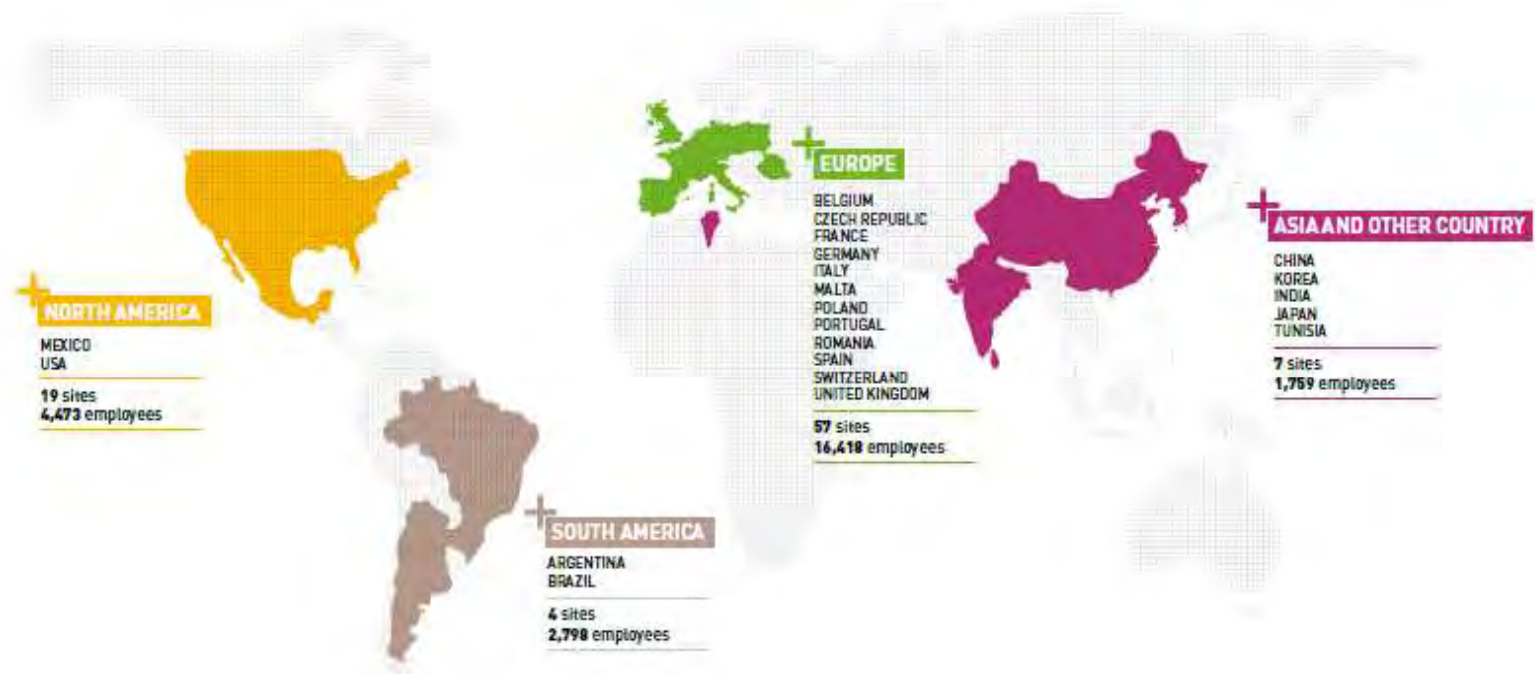 NORTH AMERICA
MEXICO
USA
19 sites
4,473 employees
SOUTH AMERICA
ARGENTINA
BRAZIL
4 sites
2,798 employees
EUROPE
BELGIUM
CZECH REPUBLIC
FRANCE
GERMANY
ITALY
MALTA
POLAND
PORTUGAL
ROMANIA
SPAIN
SWITZERLAND
UNITED KINGDOM
57 sites
16,418 employees
ASIA AND OTHER COUNTRY
CHINA
KOREA
INDIA
JAPAN
TUNISIA
7 sites
1,759 employees